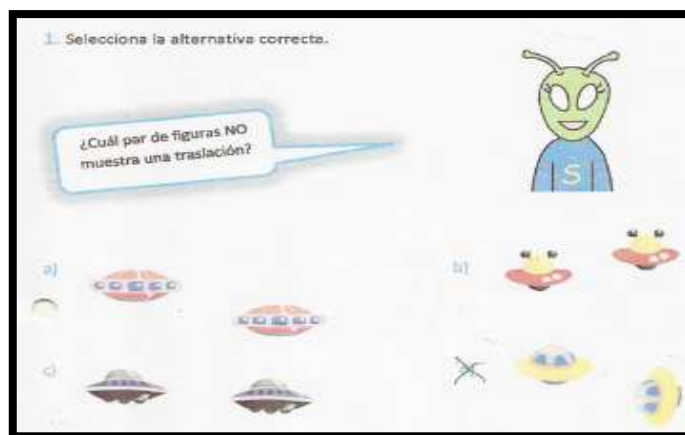 1. Selecciona la alternativa correcta.
¿Cuál par de figuras NO
muestra una traslación?
S
a)
b)
c)